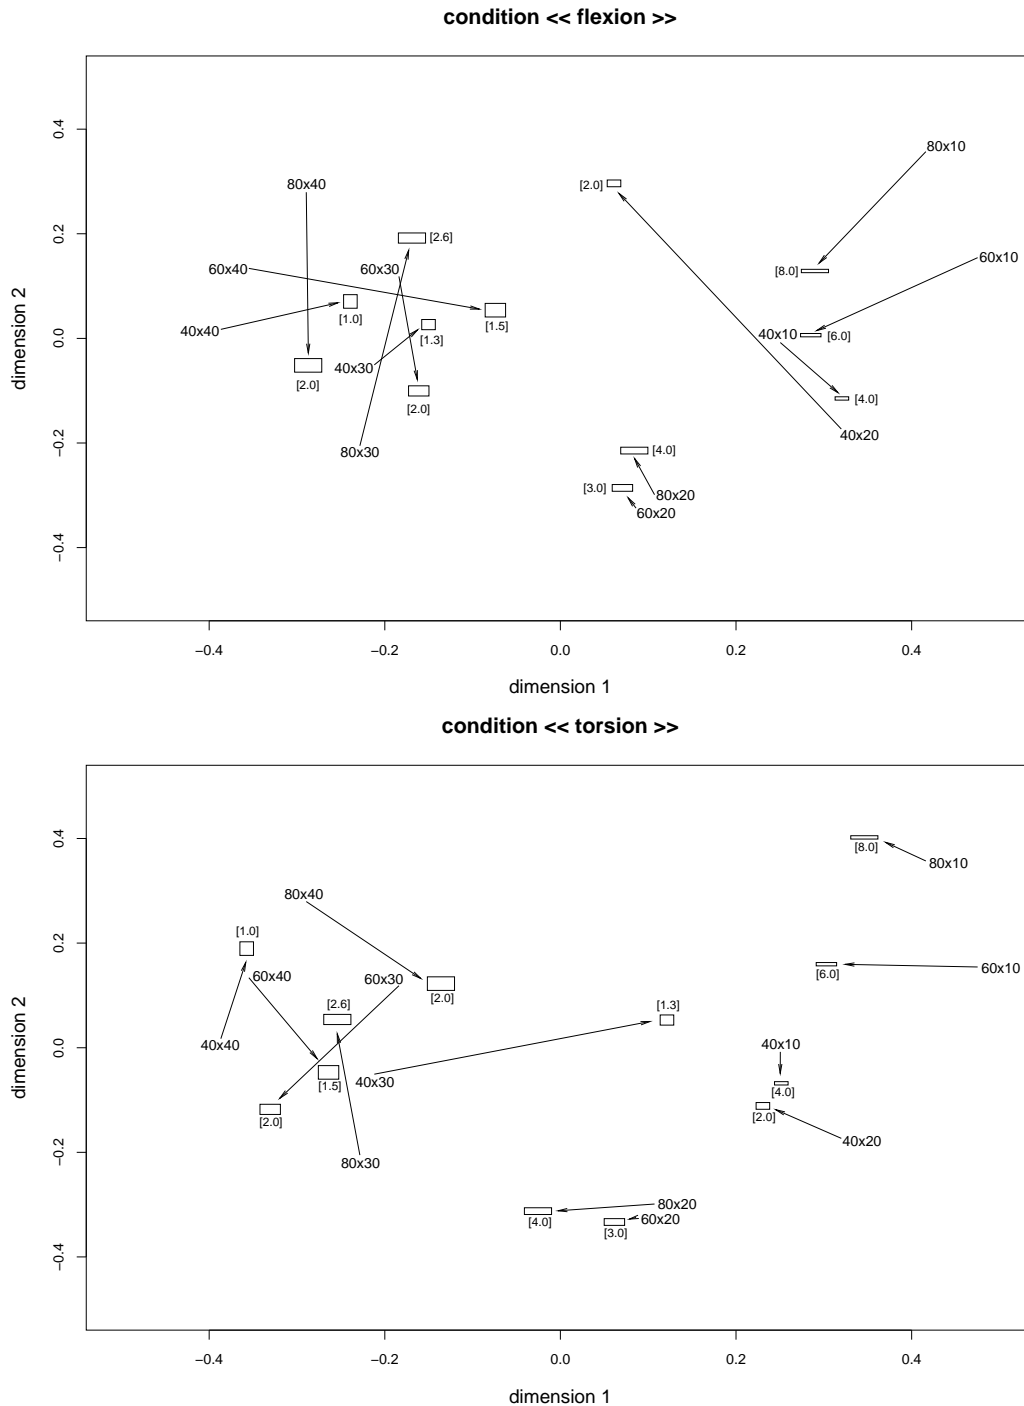 condition << flexion >>
dimension 2
0.4
0.2
0.0
−0.2
−0.4
80x10
80x40
[2.0]
[2.6]
60x40
60x30
[8.0]
60x10
40x40
[1.0]
[1.5]
[1.3]
40x10
[6.0]
40x30
[2.0]
[2.0]
[4.0]
40x20
80x30
[4.0]
[3.0]
80x20
60x20
−0.4
−0.2
0.0
0.2
0.4
dimension 1
condition << torsion >>
dimension 2
0.4
0.2
0.0
−0.2
−0.4
[8.0]
80x10
80x40
[1.0]
60x40
60x30
[2.0]
[6.0]
60x10
[2.6]
[1.3]
40x40
40x10
[1.5]
40x30
[4.0]
[2.0]
[2.0]
40x20
80x30
80x20
[4.0]
60x20
[3.0]
−0.4
−0.2
0.0
0.2
0.4
dimension 1